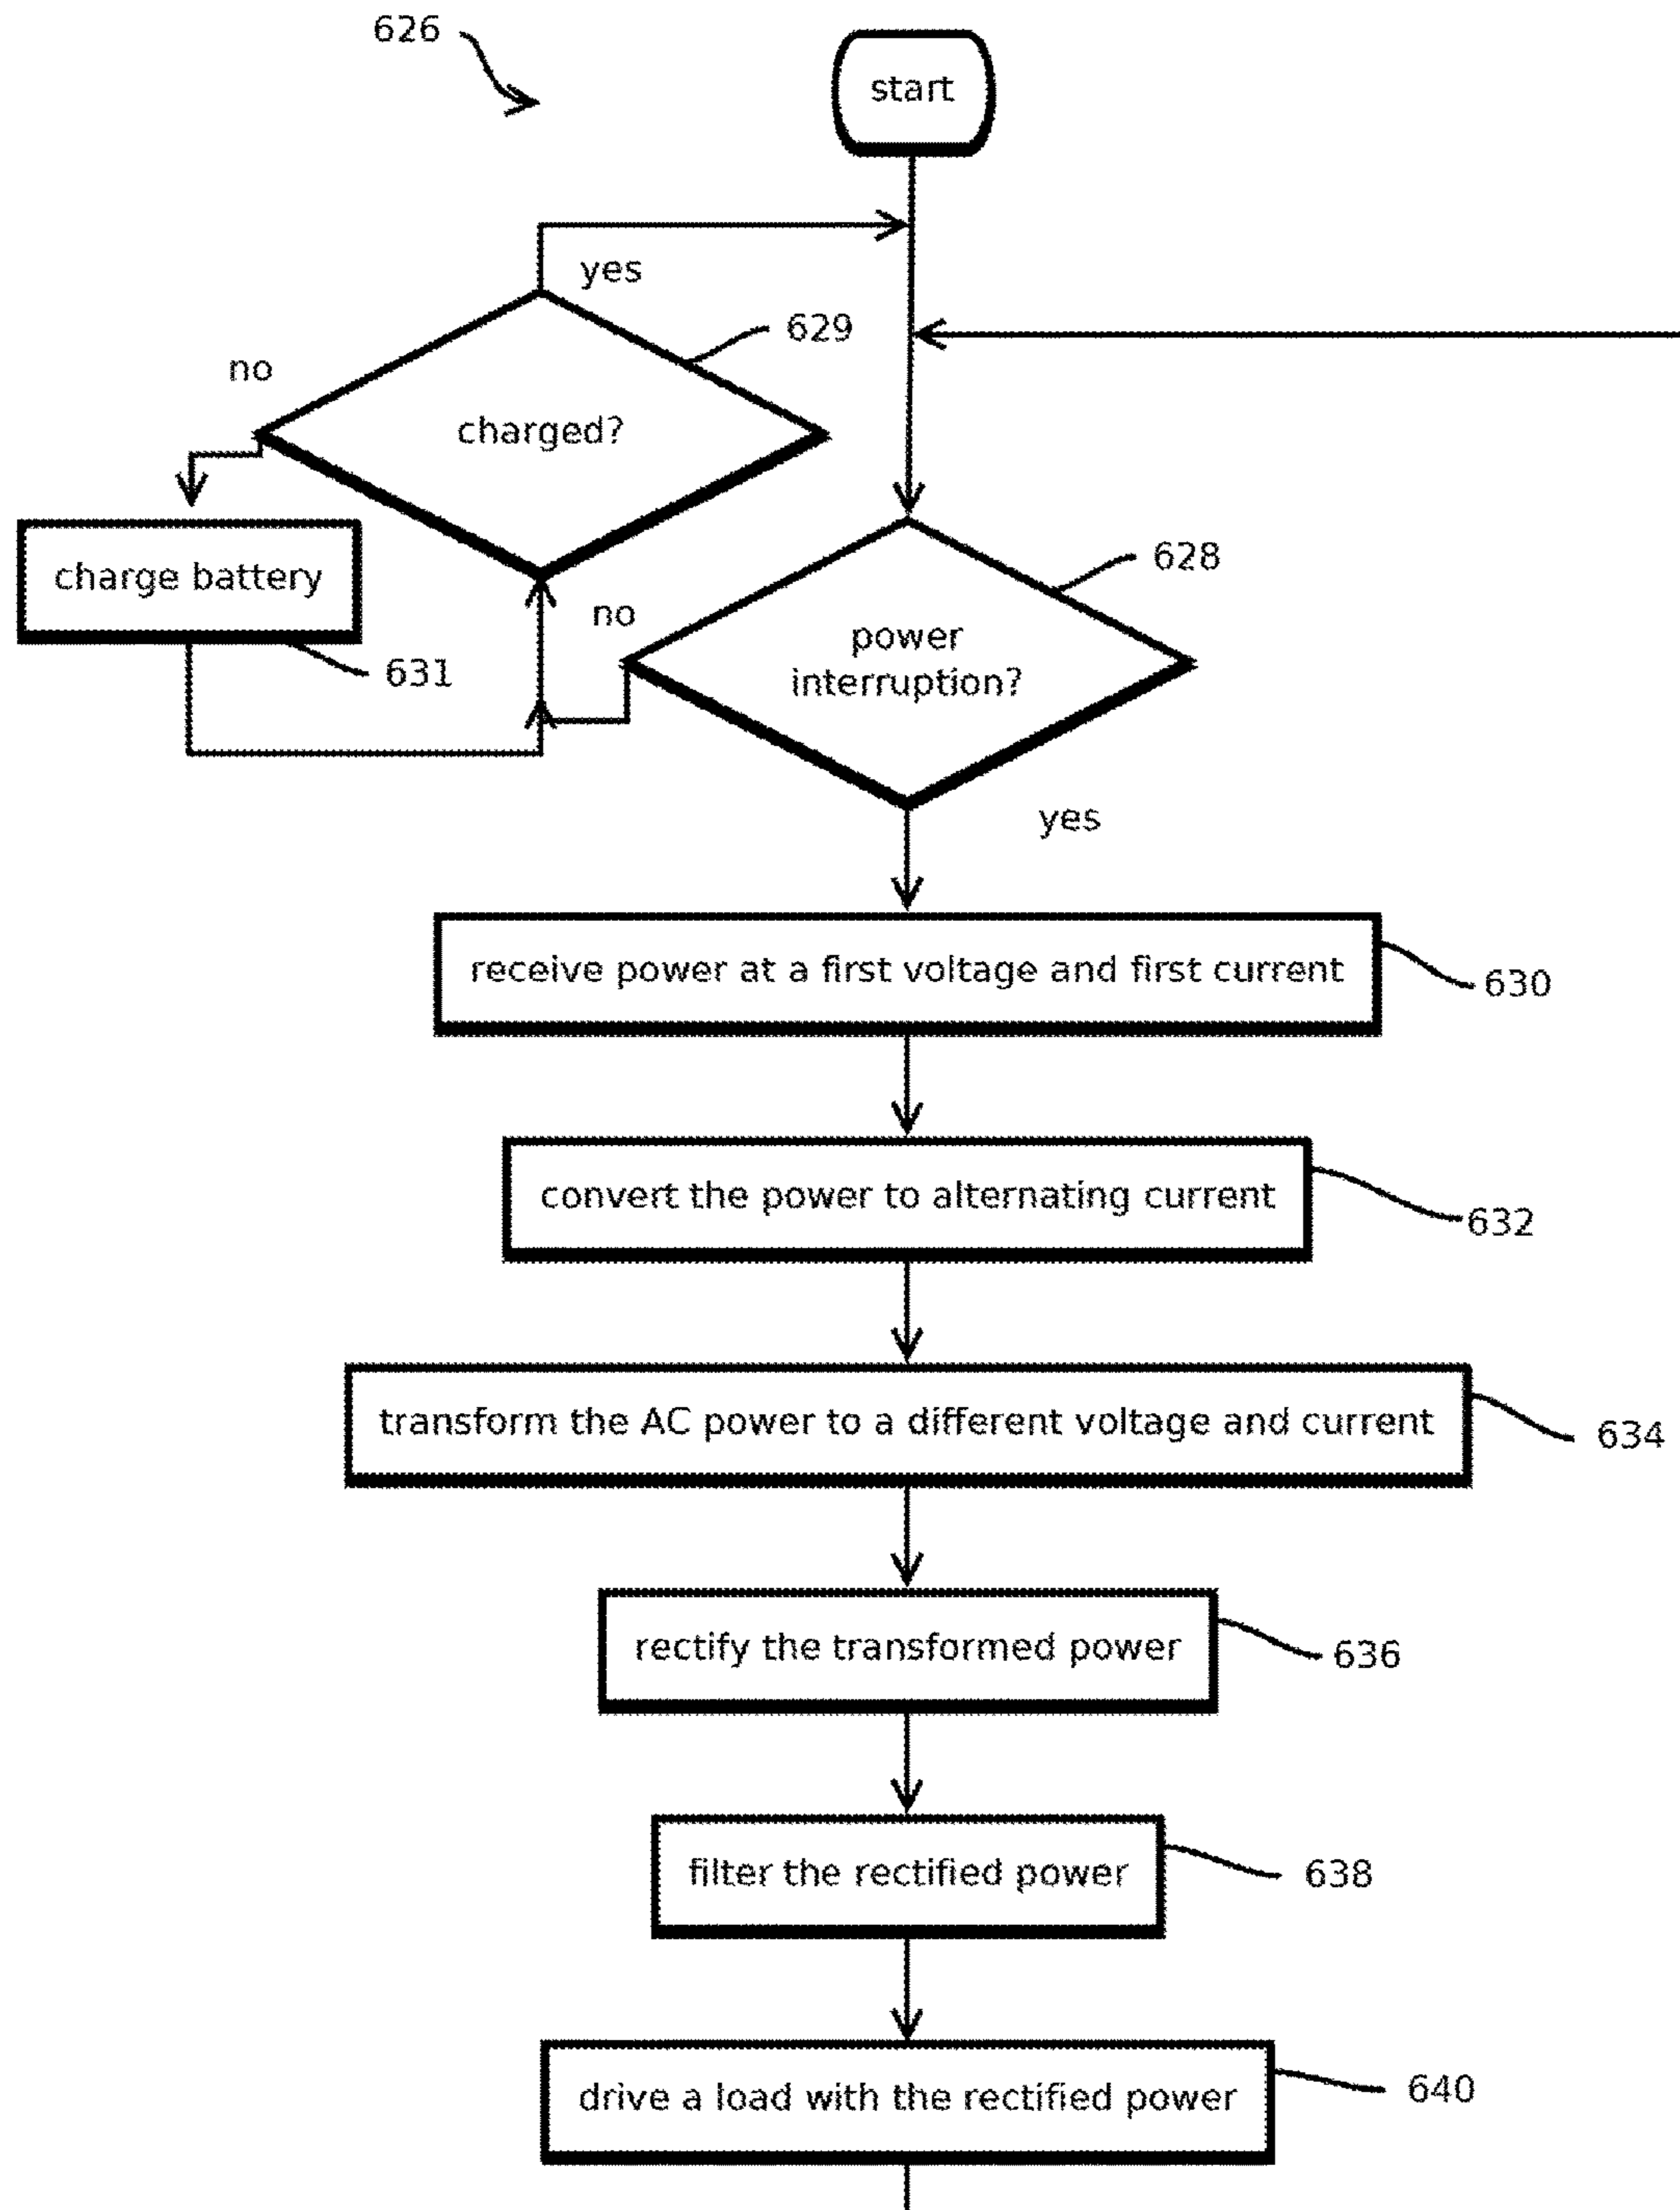 626
start
yes
629
no
charged?
628
charge battery
no
power
interruption?
631
yes
receive power at a first voltage and first current
630
convert the power to alternating current
632
transform the AC power to a different voltage and current
634
rectify the transformed power
636
filter the rectified power
638
drive a load with the rectified power
640